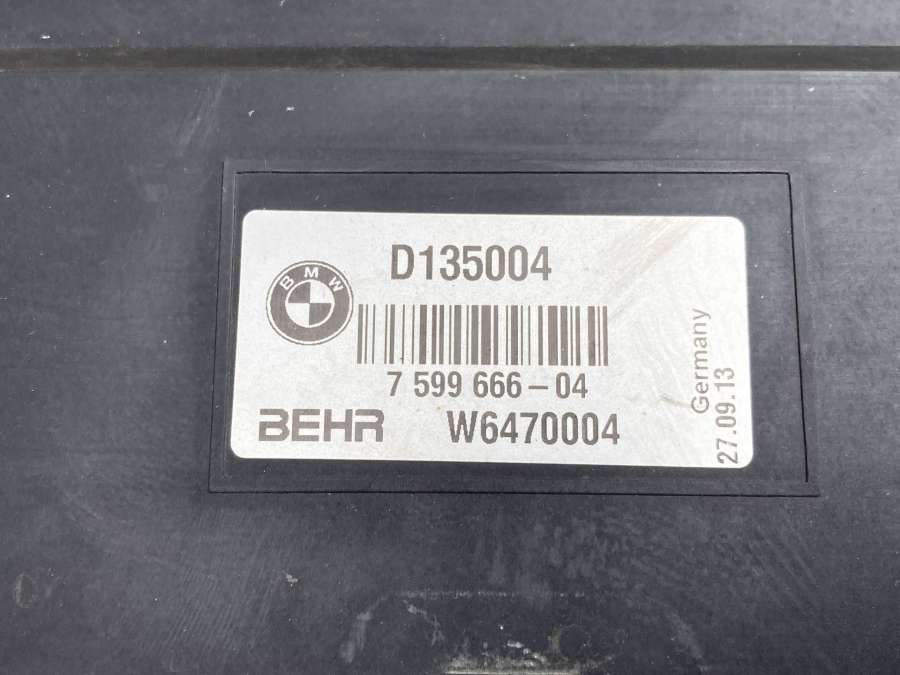 D135004
BMW
7 599 666-04
BEHR W6470004
Germany
27.09.13